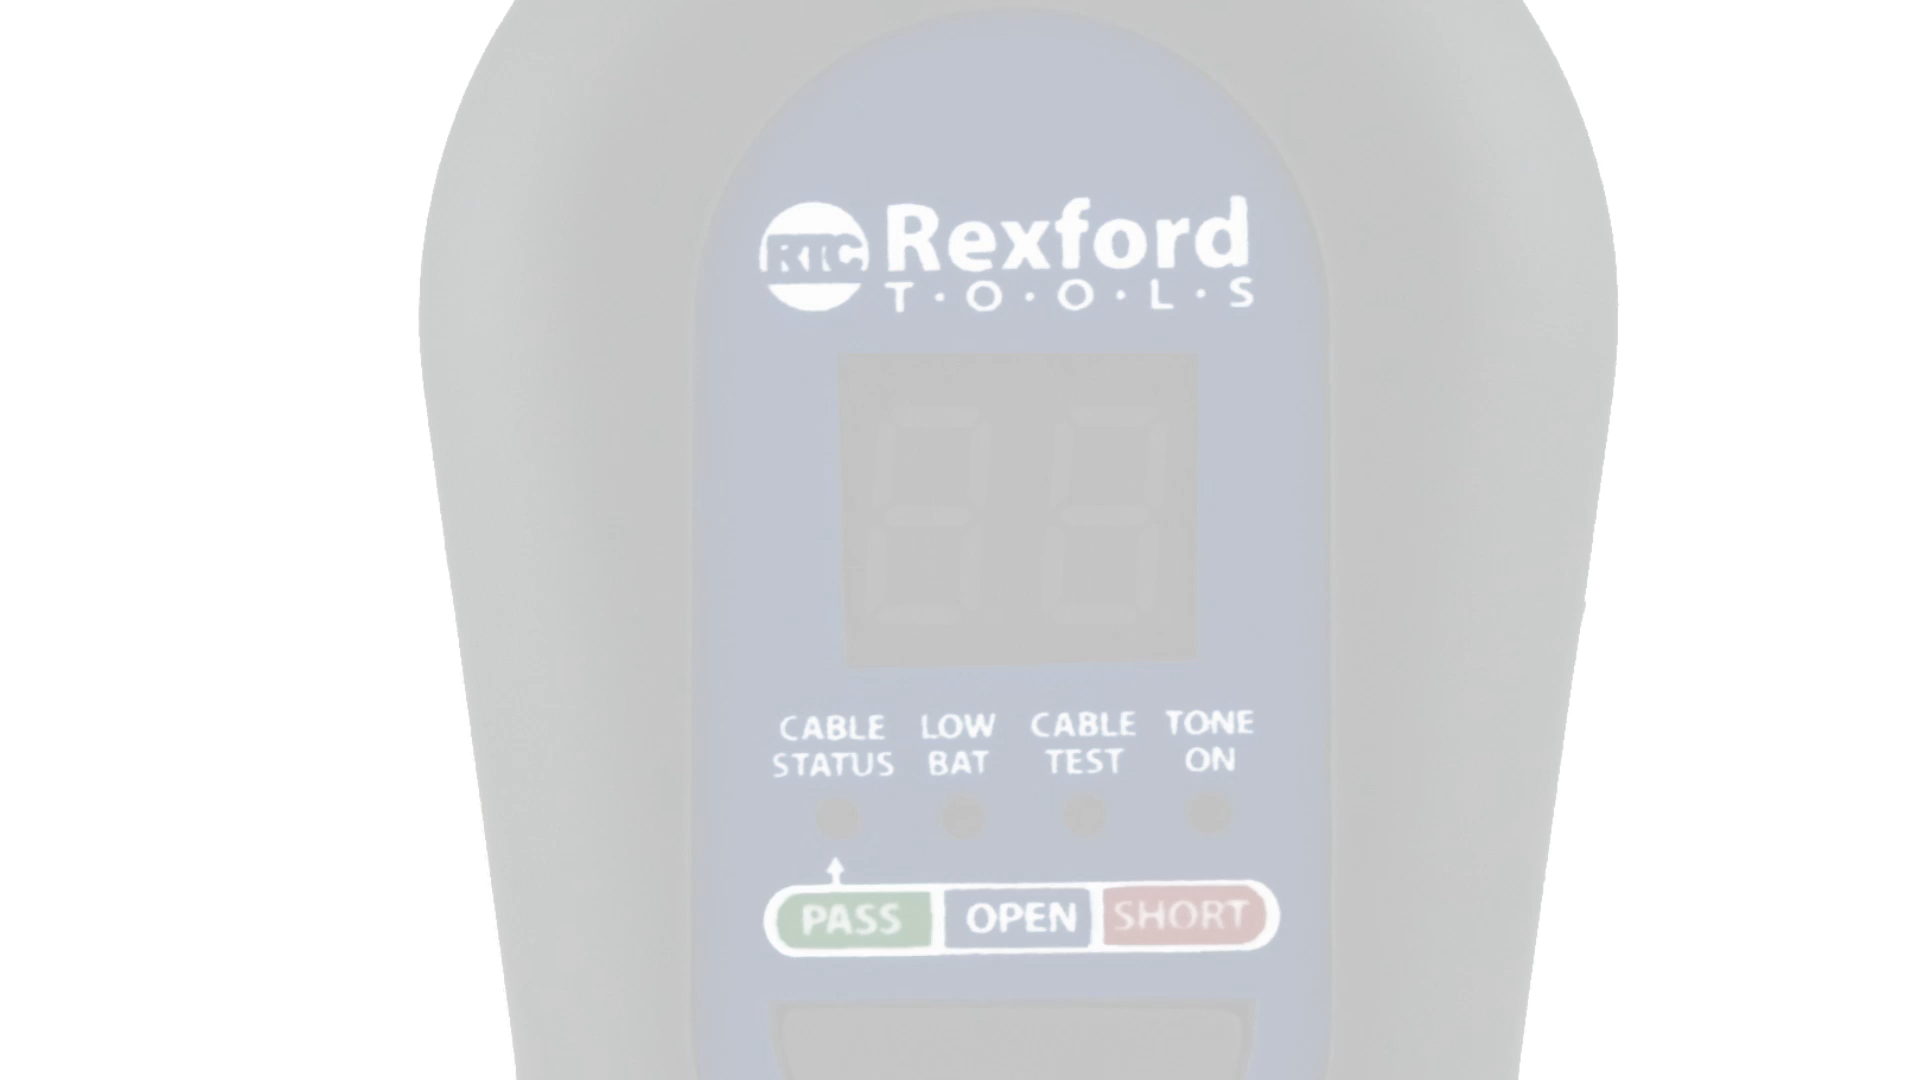 RTC Rexford
T·O·O·L·S
CABLE STATUS
LOW BAT
CABLE TEST
TONE ON
PASS OPEN SHORT